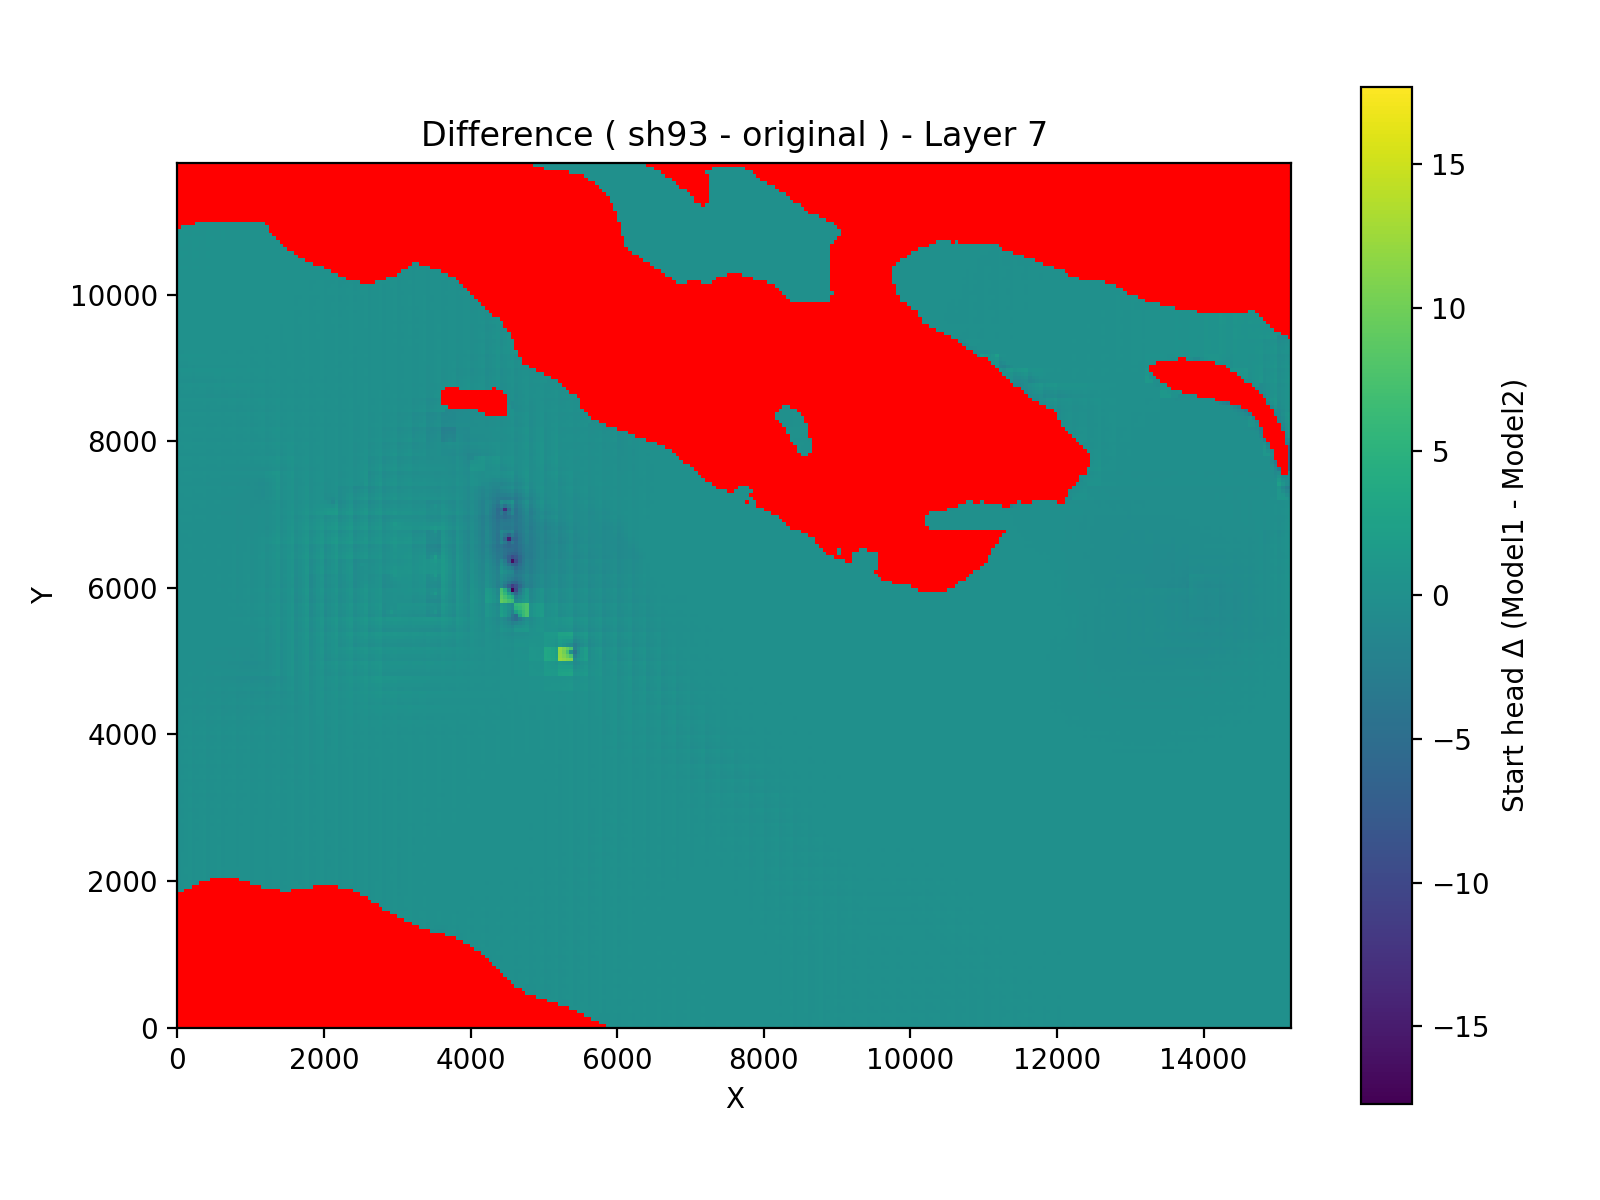 Difference ( sh93 - original ) - Layer 7
Y
10000
8000
6000
4000
2000
0
0 2000 4000 6000 8000 10000 12000 14000
X
15
10
5
0
−5
−10
−15
Start head Δ (Model1 - Model2)